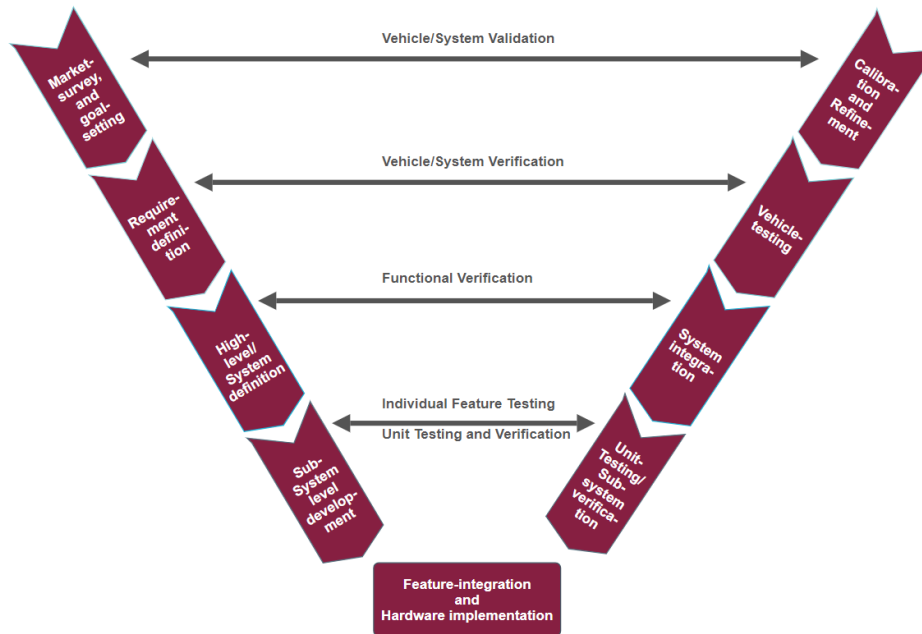 Vehicle/System Validation
Market-
survey,
and
goal-
setting
Calibra-
tion
and
Refine-
ment
Vehicle/System Verification
Require-
ment
defini-
tion
Vehicle-
testing
Functional Verification
High-
level/
System
definition
System
integra-
tion
Individual Feature Testing
Unit Testing and Verification
Sub-
System
level
develop-
ment
Unit-
Testing/
Sub-
system
verifica-
tion
Feature-integration
and
Hardware implementation